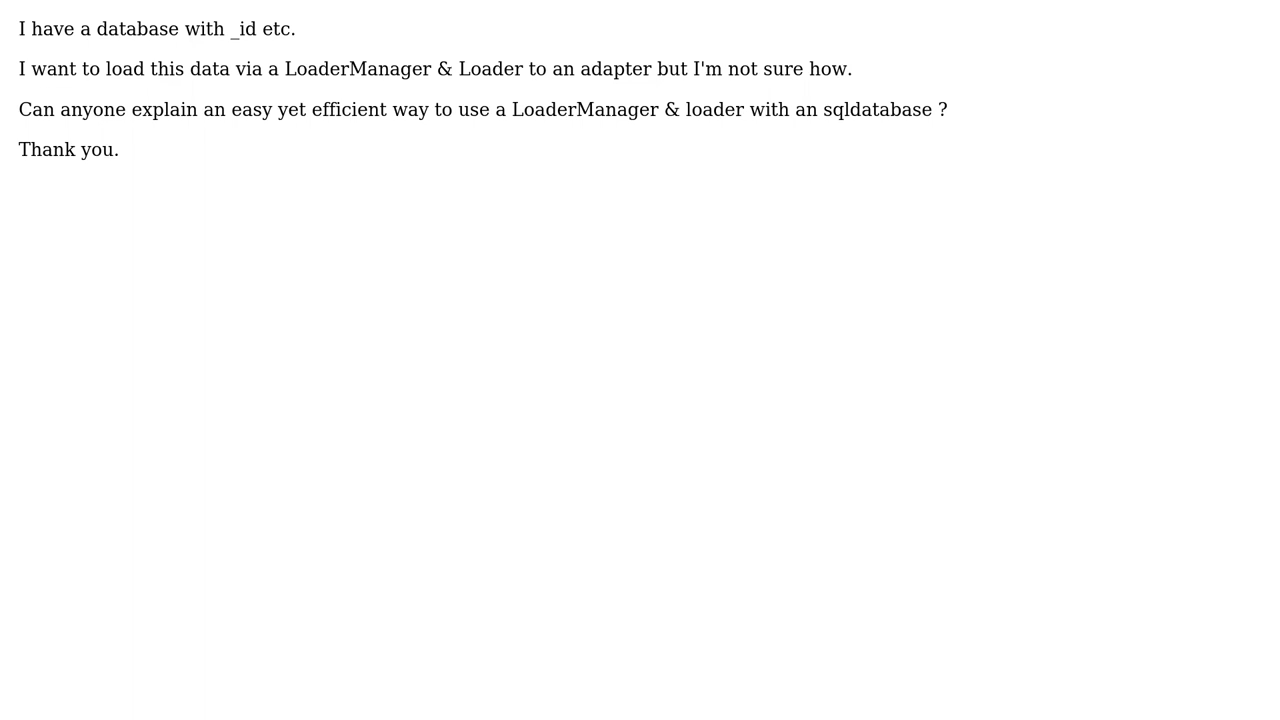 I have a database with _id etc.
I want to load this data via a LoaderManager & Loader to an adapter but I'm not sure how.
Can anyone explain an easy yet efficient way to use a LoaderManager & loader with an sqldatabase ?
Thank you.